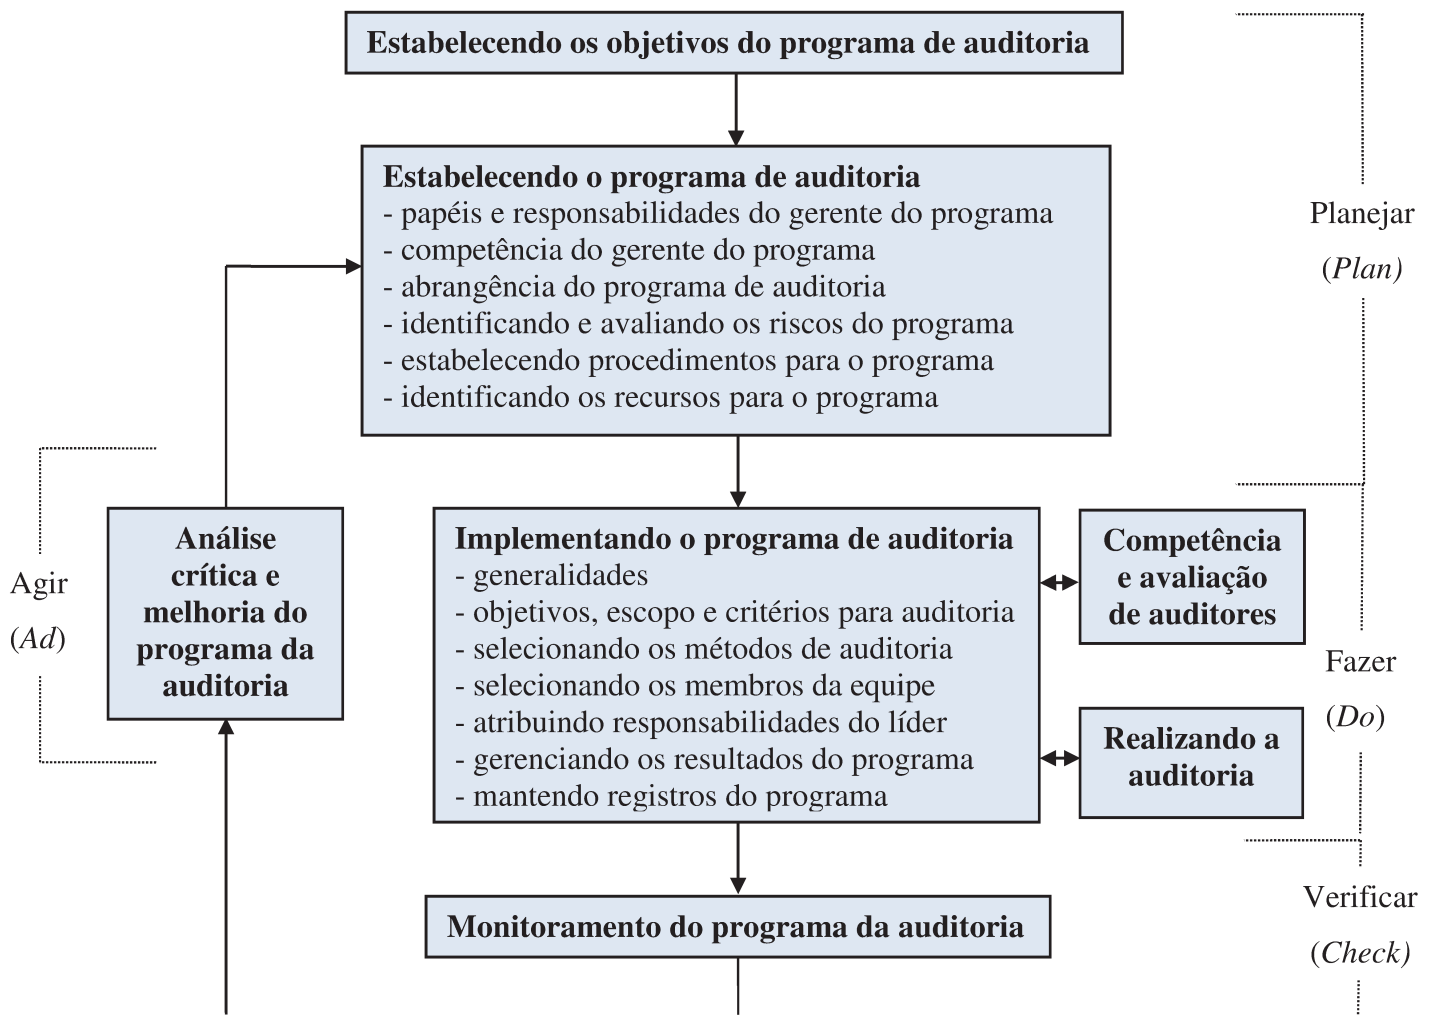 Estabelecendo os objetivos do programa de auditoria
Estabelecendo o programa de auditoria
- papéis e responsabilidades do gerente do programa
- competência do gerente do programa
- abrangência do programa de auditoria
- identificando e avaliando os riscos do programa
- estabelecendo procedimentos para o programa
- identificando os recursos para o programa
Planejar
(Plan)
Análise
crítica e
melhoria do
programa da
auditoria
Agir
(Ad)
Implementando o programa de auditoria
- generalidades
- objetivos, escopo e critérios para auditoria
- selecionando os métodos de auditoria
- selecionando os membros da equipe
- atribuindo responsabilidades do líder
- gerenciando os resultados do programa
- mantendo registros do programa
Competência
e avaliação
de auditores
Realizando a
auditoria
Fazer
(Do)
Monitoramento do programa da auditoria
Verificar
(Check)